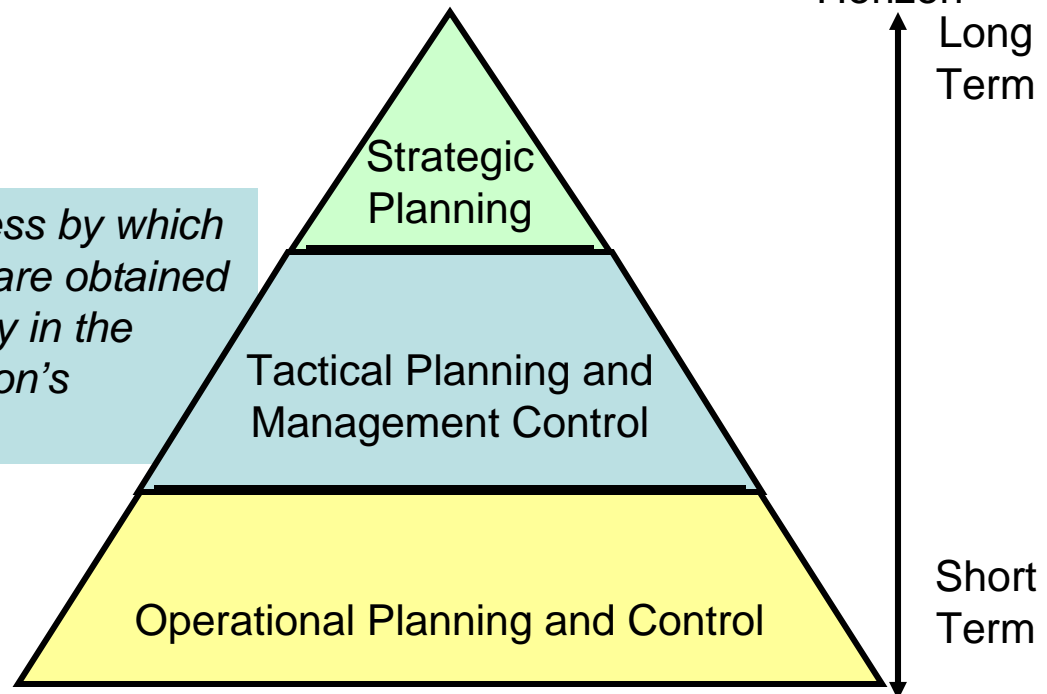 Long
Term
Strategic
Planning
ess by which
are obtained
y in the
on's
Tactical Planning and
Management Control
Operational Planning and Control
Short
Term